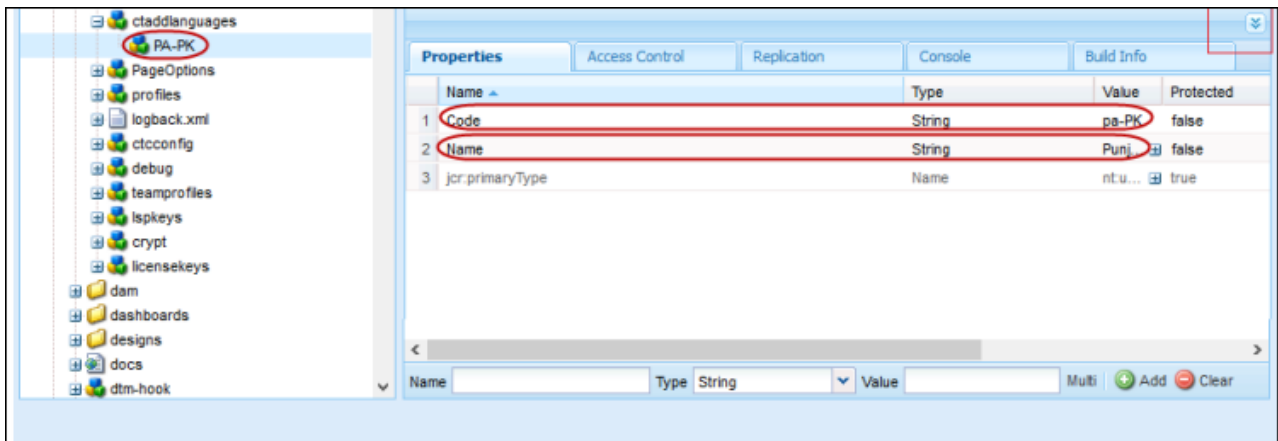 ctaddlanguages
PA-PK
PageOptions
profiles
logback.xml
ctcconfig
debug
teamprofiles
lspkeys
crypt
licensekeys
dam
dashboards
designs
docs
dtm-hook
Properties Access Control Replication Console Build Info
Name Type Value Protected
1 Code String pa-PK false
2 Name String Punj... false
3 jcr:primaryType Name nt:u... true
Name Type String Value Multi Add Clear